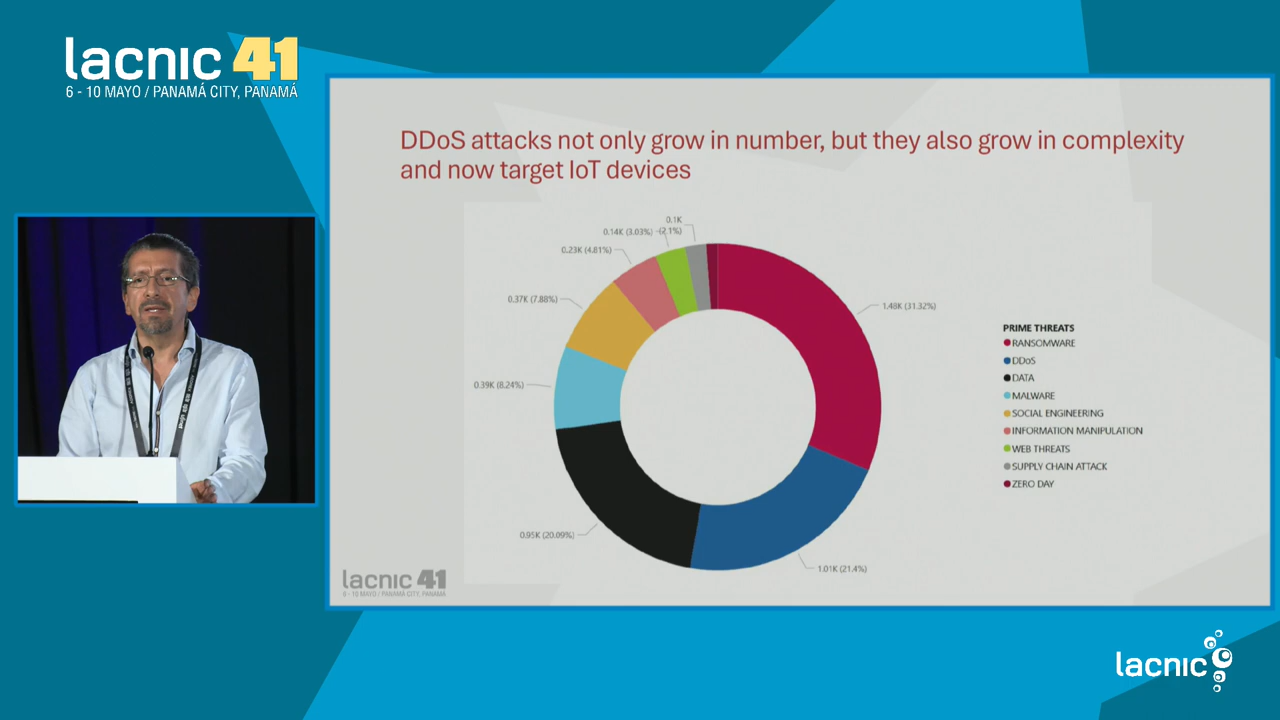 lacnic 41
6 - 10 MAYO / PANAMÁ CITY, PANAMÁ
DDoS attacks not only grow in number, but they also grow in complexity
and now target IoT devices
0.1K
(2.1%)
0.14K (3.03%)
0.23K (4.81%)
0.37K (7.88%)
1.48K (31.32%)
0.39K (8.24%)
0.95K (20.09%)
1.01K (21.4%)
PRIME THREATS
RANSOMWARE
DDoS
DATA
MALWARE
SOCIAL ENGINEERING
INFORMATION MANIPULATION
WEB THREATS
SUPPLY CHAIN ATTACK
ZERO DAY
lacnic 41
6 - 10 MAYO / PANAMÁ CITY, PANAMÁ
lacnic